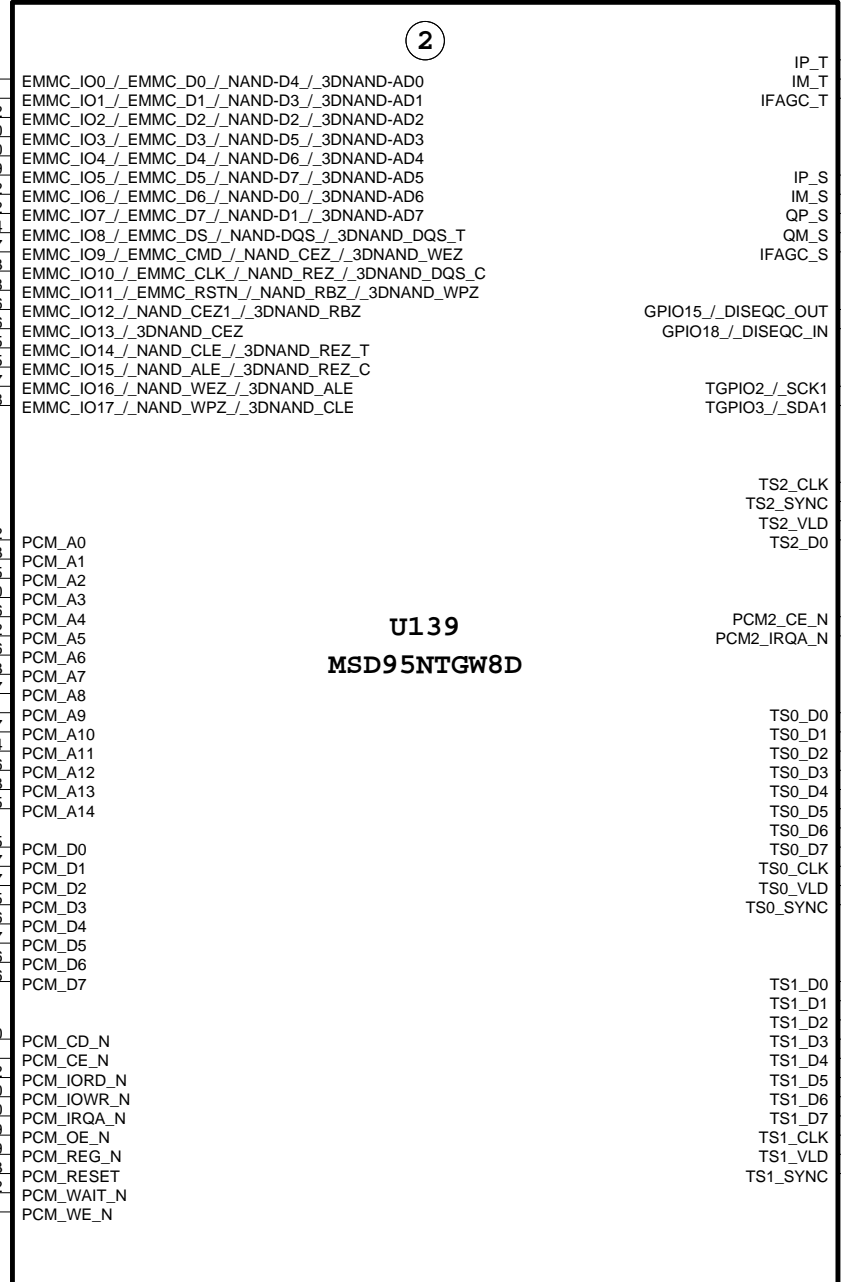 2
IP_T
EMMC_IO0_/_EMMC_D0_/_NAND-D4_/_3DNAND-AD0 IM_T
EMMC_IO1_/_EMMC_D1_/_NAND-D3_/_3DNAND-AD1 IFAGC_T
EMMC_IO2_/_EMMC_D2_/_NAND-D2_/_3DNAND-AD2
EMMC_IO3_/_EMMC_D3_/_NAND-D5_/_3DNAND-AD3
EMMC_IO4_/_EMMC_D4_/_NAND-D6_/_3DNAND-AD4
EMMC_IO5_/_EMMC_D5_/_NAND-D7_/_3DNAND-AD5 IP_S
EMMC_IO6_/_EMMC_D6_/_NAND-D0_/_3DNAND-AD6 IM_S
EMMC_IO7_/_EMMC_D7_/_NAND-D1_/_3DNAND-AD7 QP_S
EMMC_IO8_/_EMMC_DS_/_NAND-DQS_/_3DNAND_DQS_T QM_S
EMMC_IO9_/_EMMC_CMD_/_NAND_CEZ_/_3DNAND_WEZ IFAGC_S
EMMC_IO10_/_EMMC_CLK_/_NAND_REZ_/_3DNAND_DQS_C
EMMC_IO11_/_EMMC_RSTN_/_NAND_RBZ_/_3DNAND_WPZ
EMMC_IO12_/_NAND_CEZ1_/_3DNAND_RBZ GPIO15_/_DISEQC_OUT
EMMC_IO13_/_3DNAND_CEZ GPIO18_/_DISEQC_IN
EMMC_IO14_/_NAND_CLE_/_3DNAND_REZ_T
EMMC_IO15_/_NAND_ALE_/_3DNAND_REZ_C
EMMC_IO16_/_NAND_WEZ_/_3DNAND_ALE TGPIO2_/_SCK1
EMMC_IO17_/_NAND_WPZ_/_3DNAND_CLE TGPIO3_/_SDA1
TS2_CLK
TS2_SYNC
TS2_VLD
PCM_A0 TS2_D0
PCM_A1
PCM_A2
PCM_A3
PCM_A4 U139 PCM2_CE_N
PCM_A5 PCM2_IRQA_N
PCM_A6 MSD95NTGW8D
PCM_A7
PCM_A8
PCM_A9 TS0_D0
PCM_A10 TS0_D1
PCM_A11 TS0_D2
PCM_A12 TS0_D3
PCM_A13 TS0_D4
PCM_A14 TS0_D5
TS0_D6
PCM_D0 TS0_D7
PCM_D1 TS0_CLK
PCM_D2 TS0_VLD
PCM_D3 TS0_SYNC
PCM_D4
PCM_D5
PCM_D6
PCM_D7 TS1_D0
TS1_D1
TS1_D2
PCM_CD_N TS1_D3
PCM_CE_N TS1_D4
PCM_IORD_N TS1_D5
PCM_IOWR_N TS1_D6
PCM_IRQA_N TS1_D7
PCM_OE_N TS1_CLK
PCM_REG_N TS1_VLD
PCM_RESET TS1_SYNC
PCM_WAIT_N
PCM_WE_N